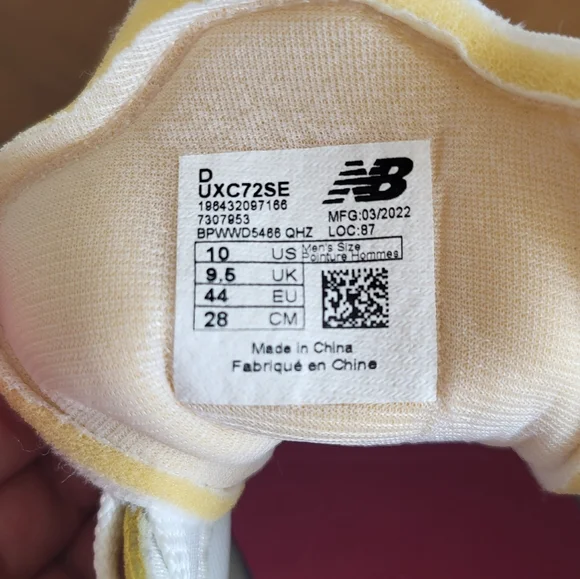 D
UXC72SE
NB
196432097166
7307953
MFG:03/2022
BPWWD5466 QHZ
LOC:87
10 US Men's Size
Pointure Hommes
9.5 UK
44 EU
28 CM
Made in China
Fabriqué en Chine